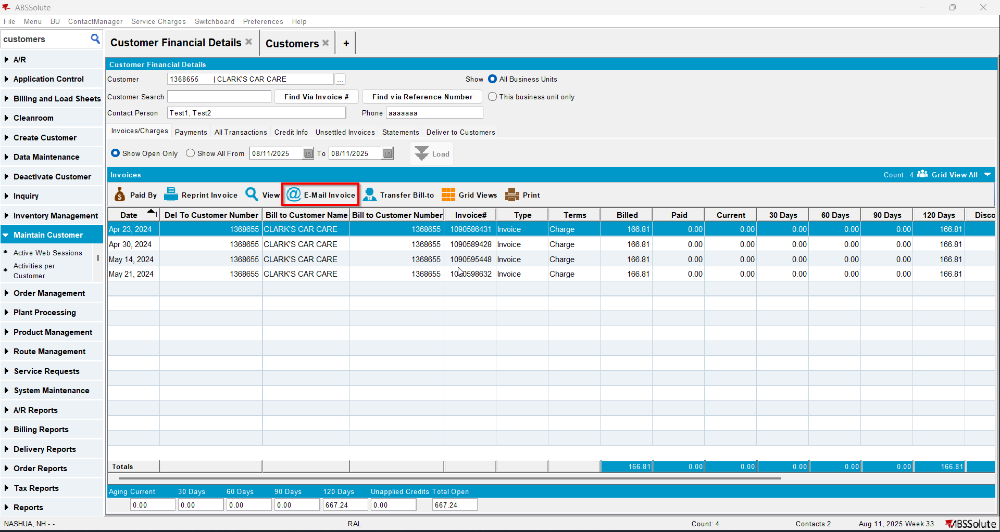 ABSSolute
File Menu BU ContactManager Service Charges Switchboard Preferences Help
customers
Customer Financial Details
Customers
+
Customer Financial Details
Customer 1368655 | CLARK'S CAR CARE ... Show All Business Units
Customer Search Find Via Invoice # Find via Reference Number This business unit only
Contact Person Test1, Test2 Phone aaaaaaa
Invoices/Charges Payments All Transactions Credit Info Unsettled Invoices Statements Deliver to Customers
Show Open Only Show All From 08/11/2025 To 08/11/2025 Load
Invoices Count : 4 Grid View All
Paid By Reprint Invoice View E-Mail Invoice Transfer Bill-to Grid Views Print
Date 1 Del To Customer Number Bill to Customer Name Bill to Customer Number Invoice# Type Terms Billed Paid Current 30 Days 60 Days 90 Days 120 Days Disco
Apr 23, 2024 1368655 CLARK'S CAR CARE 1368655 1090586431 Invoice Charge 166.81 0.00 0.00 0.00 0.00 0.00 166.81
Apr 30, 2024 1368655 CLARK'S CAR CARE 1368655 1090589428 Invoice Charge 166.81 0.00 0.00 0.00 0.00 0.00 166.81
May 14, 2024 1368655 CLARK'S CAR CARE 1368655 1090595448 Invoice Charge 166.81 0.00 0.00 0.00 0.00 0.00 166.81
May 21, 2024 1368655 CLARK'S CAR CARE 1368655 1090598632 Invoice Charge 166.81 0.00 0.00 0.00 0.00 0.00 166.81
Totals 166.81 0.00 0.00 0.00 0.00 0.00 166.81
Aging Current 30 Days 60 Days 90 Days 120 Days Unapplied Credits Total Open
0.00 0.00 0.00 0.00 667.24 0.00 667.24
A/R
Application Control
Billing and Load Sheets
Cleanroom
Create Customer
Data Maintenance
Deactivate Customer
Inquiry
Inventory Management
Maintain Customer
Active Web Sessions
Activities per
Customer
Order Management
Plant Processing
Product Management
Route Management
Service Requests
System Maintenance
A/R Reports
Billing Reports
Delivery Reports
Order Reports
Tax Reports
Reports
NASHUA, NH - - RAL Count: 4 Contacts 2 Aug 11, 2025 Week 33 ABSSolute